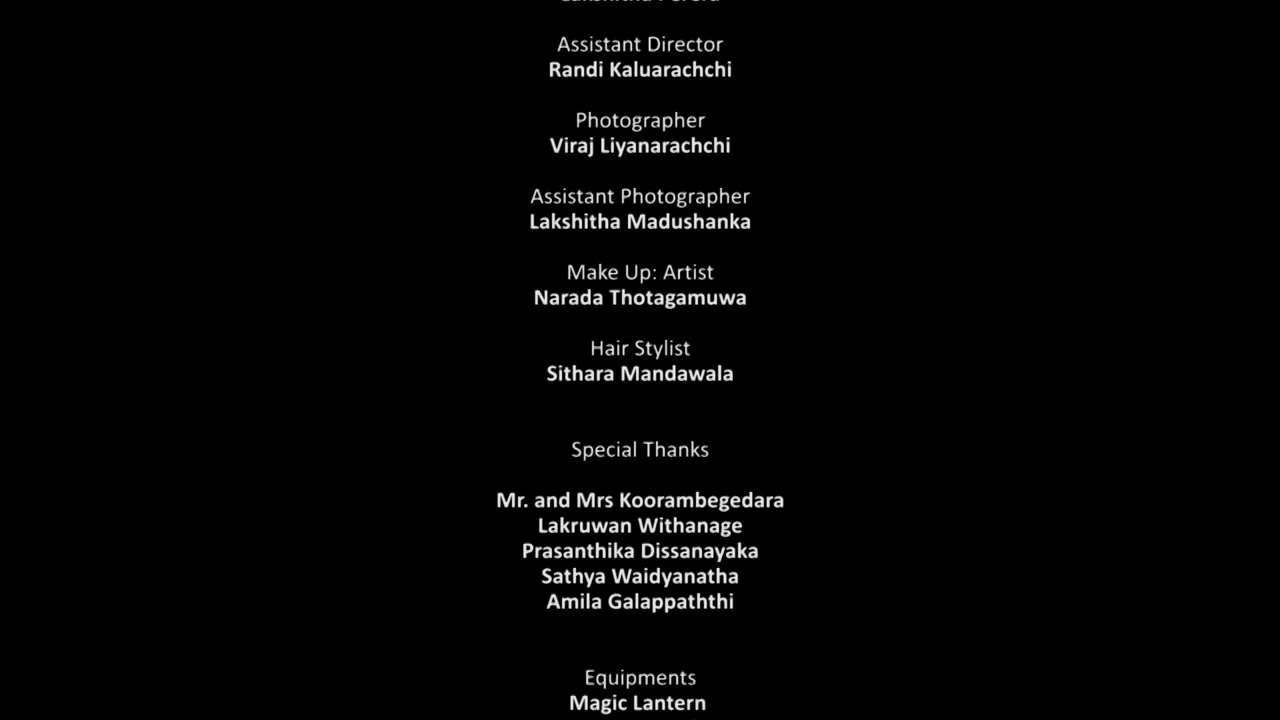 Assistant Director
Randi Kaluarachchi
Photographer
Viraj Liyanarachchi
Assistant Photographer
Lakshitha Madushanka
Make Up: Artist
Narada Thotagamuwa
Hair Stylist
Sithara Mandawala
Special Thanks
Mr. and Mrs Koorambegedara
Lakruwan Withanage
Prasanthika Dissanayaka
Sathya Waidyanatha
Amila Galappaththi
Equipments
Magic Lantern